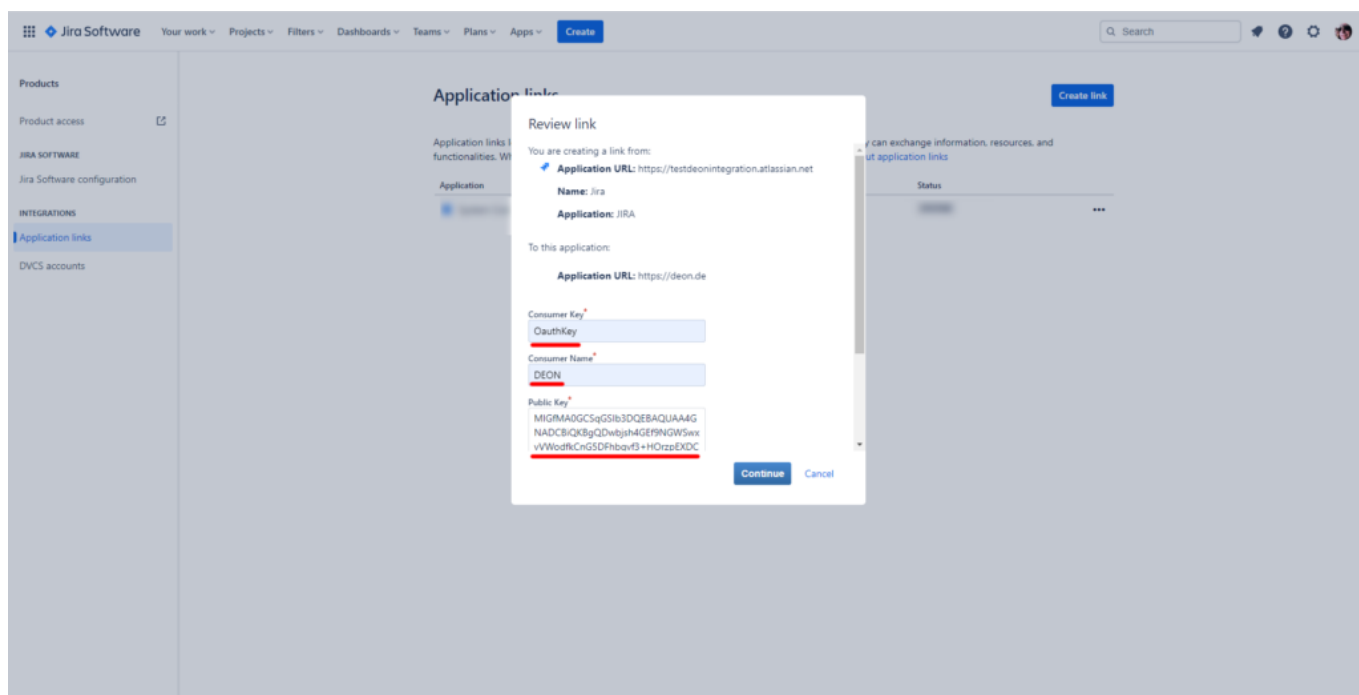 Jira Software Your work Projects Filters Dashboards Teams Plans Apps Create Search
Products
Product access
JIRA SOFTWARE
Jira Software configuration
INTEGRATIONS
Application links
DVCS accounts
Application links
Create link
Application links
functionalities.
y can exchange information, resources, and
ut application links
Application
Status
Review link
You are creating a link from:
Application URL: https://testdeonintegration.atlassian.net
Name: Jira
Application: JIRA
To this application:
Application URL: https://deon.de
Consumer Key*
OauthKey
Consumer Name*
DEON
Public Key*
MIGfMA0GCSqGSIb3DQEBAQUAA4G
NADCBiQKBgQDwbjsh4GEf9NGWSwx
vVWodfkCnG5DFhbqvf3+HOrzpEXDC
Continue Cancel